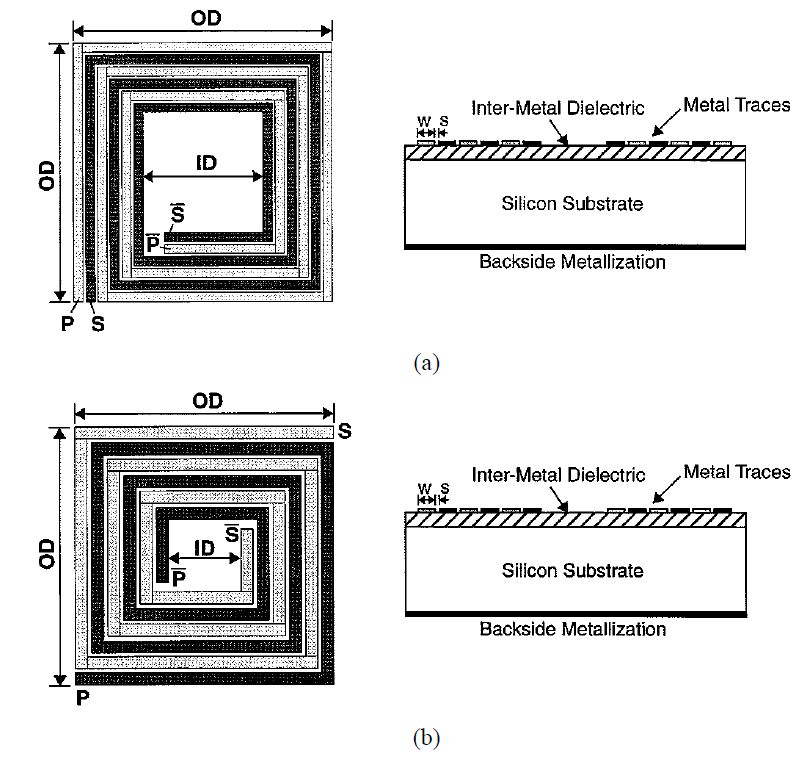 OD
OD
ID
S̅
P̅
P S
W S
Inter-Metal Dielectric
Metal Traces
Silicon Substrate
Backside Metallization
(a)
OD
S
OD
S̅
ID
P̅
P
W S
Inter-Metal Dielectric
Metal Traces
Silicon Substrate
Backside Metallization
(b)